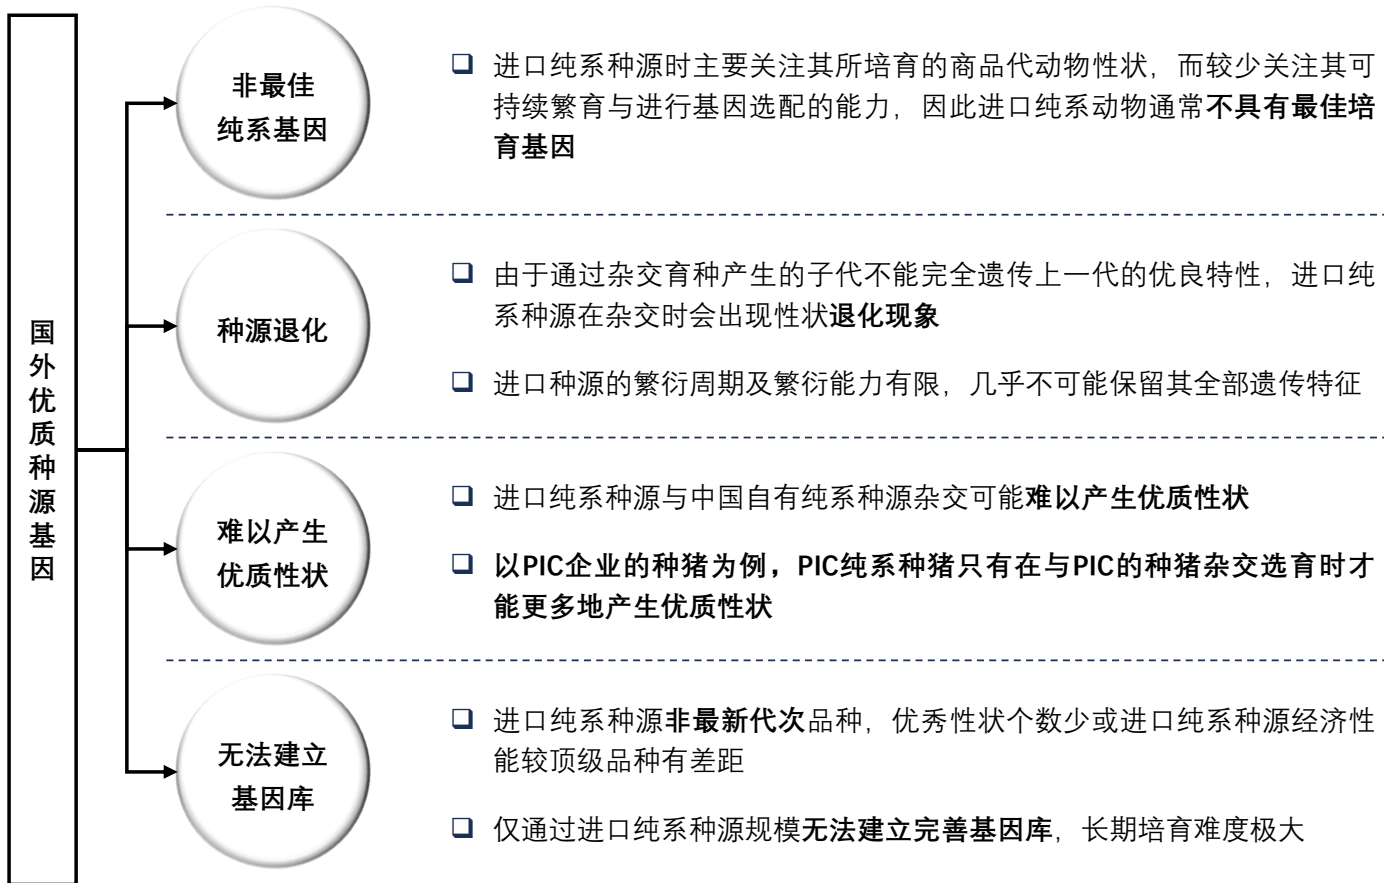 国外优质种源基因
非最佳
纯系基因
进口纯系种源时主要关注其所培育的商品代动物性状，而较少关注其可
持续繁育与进行基因选配的能力，因此进口纯系动物通常不具有最佳培
育基因
种源退化
由于通过杂交育种产生的子代不能完全遗传上一代的优良特性，进口纯
系种源在杂交时会出现性状退化现象
进口种源的繁衍周期及繁衍能力有限，几乎不可能保留其全部遗传特征
难以产生
优质性状
进口纯系种源与中国自有纯系种源杂交可能难以产生优质性状
以PIC企业的种猪为例，PIC纯系种猪只有在与PIC的种猪杂交选育时才
能更多地产生优质性状
无法建立
基因库
进口纯系种源非最新代次品种，优秀性状个数少或进口纯系种源经济性
能较顶级品种有差距
仅通过进口纯系种源规模无法建立完善基因库，长期培育难度极大